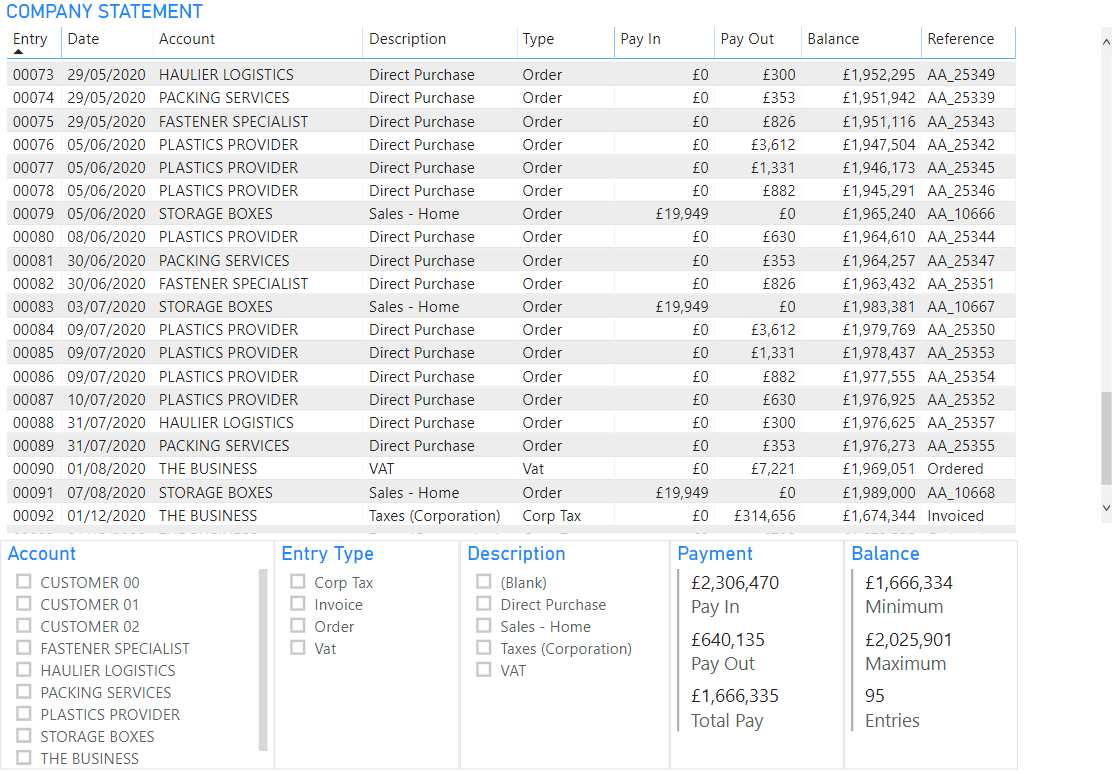 COMPANY STATEMENT
Entry Date Account Description Type Pay In Pay Out Balance Reference
00073 29/05/2020 HAULIER LOGISTICS Direct Purchase Order £0 £300 £1,952,295 AA_25349
00074 29/05/2020 PACKING SERVICES Direct Purchase Order £0 £353 £1,951,942 AA_25339
00075 29/05/2020 FASTENER SPECIALIST Direct Purchase Order £0 £826 £1,951,116 AA_25343
00076 05/06/2020 PLASTICS PROVIDER Direct Purchase Order £0 £3,612 £1,947,504 AA_25342
00077 05/06/2020 PLASTICS PROVIDER Direct Purchase Order £0 £1,331 £1,946,173 AA_25345
00078 05/06/2020 PLASTICS PROVIDER Direct Purchase Order £0 £882 £1,945,291 AA_25346
00079 05/06/2020 STORAGE BOXES Sales - Home Order £19,949 £0 £1,965,240 AA_10666
00080 08/06/2020 PLASTICS PROVIDER Direct Purchase Order £0 £630 £1,964,610 AA_25344
00081 30/06/2020 PACKING SERVICES Direct Purchase Order £0 £353 £1,964,257 AA_25347
00082 30/06/2020 FASTENER SPECIALIST Direct Purchase Order £0 £826 £1,963,432 AA_25351
00083 03/07/2020 STORAGE BOXES Sales - Home Order £19,949 £0 £1,983,381 AA_10667
00084 09/07/2020 PLASTICS PROVIDER Direct Purchase Order £0 £3,612 £1,979,769 AA_25350
00085 09/07/2020 PLASTICS PROVIDER Direct Purchase Order £0 £1,331 £1,978,437 AA_25353
00086 09/07/2020 PLASTICS PROVIDER Direct Purchase Order £0 £882 £1,977,555 AA_25354
00087 10/07/2020 PLASTICS PROVIDER Direct Purchase Order £0 £630 £1,976,925 AA_25352
00088 31/07/2020 HAULIER LOGISTICS Direct Purchase Order £0 £300 £1,976,625 AA_25357
00089 31/07/2020 PACKING SERVICES Direct Purchase Order £0 £353 £1,976,273 AA_25355
00090 01/08/2020 THE BUSINESS VAT Vat £0 £7,221 £1,969,051 Ordered
00091 07/08/2020 STORAGE BOXES Sales - Home Order £19,949 £0 £1,989,000 AA_10668
00092 01/12/2020 THE BUSINESS Taxes (Corporation) Corp Tax £0 £314,656 £1,674,344 Invoiced
Account
CUSTOMER 00
CUSTOMER 01
CUSTOMER 02
FASTENER SPECIALIST
HAULIER LOGISTICS
PACKING SERVICES
PLASTICS PROVIDER
STORAGE BOXES
THE BUSINESS
Entry Type
Corp Tax
Invoice
Order
Vat
Description
(Blank)
Direct Purchase
Sales - Home
Taxes (Corporation)
VAT
Payment
£2,306,470
Pay In
£640,135
Pay Out
£1,666,335
Total Pay
Balance
£1,666,334
Minimum
£2,025,901
Maximum
95
Entries